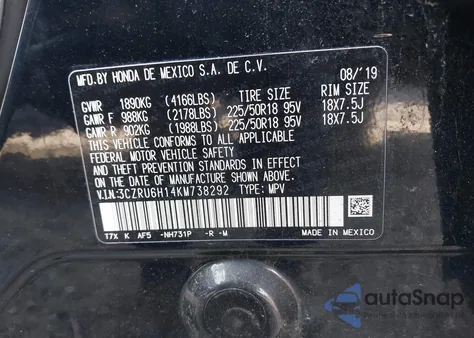 MFD.BY HONDA DE MEXICO S.A. DE C.V. 08/'19
TIRE SIZE RIM SIZE
GVWR 1890KG (4166LBS)
GAWR F 988KG (2178LBS) 225/50R18 95V 18X7.5J
GAWR R 902KG (1988LBS) 225/50R18 95V 18X7.5J
THIS VEHICLE CONFORMS TO ALL APPLICABLE
FEDERAL MOTOR VEHICLE SAFETY AND
THEFT PREVENTION STANDARDS IN EFFECT ON
THE DATE OF MANUFACTURE SHOWN ABOVE.
V.I.N:3CZRU6H14KM738292 TYPE: MPV
T7X K AF5 -NH731P -R -M MADE IN MEXICO
autoSnap